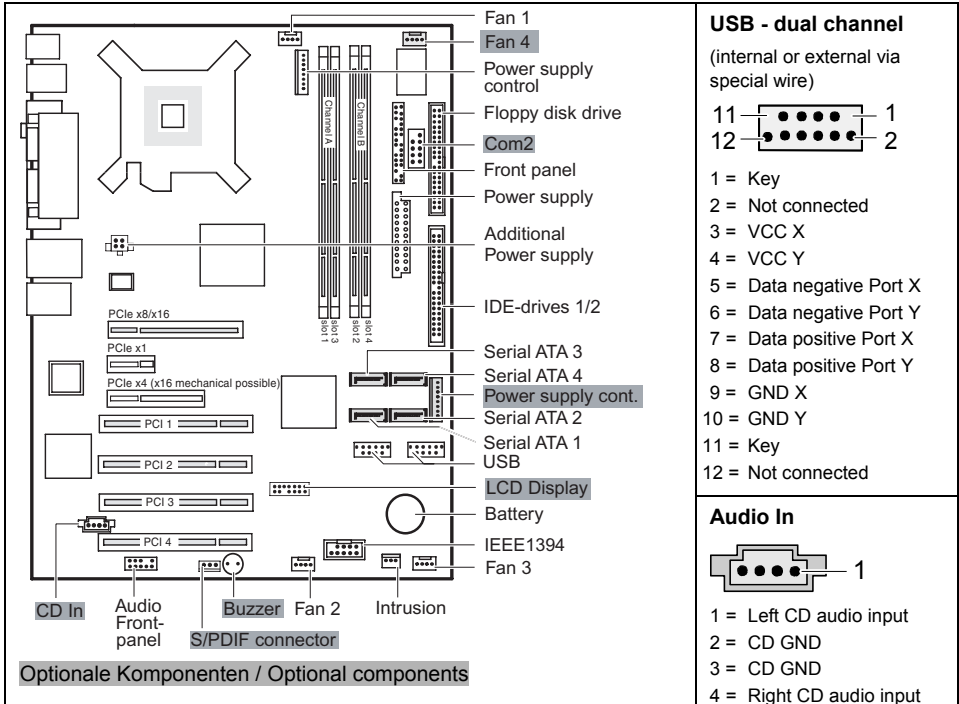 Fan 1
Fan 4
Power supply
control
Floppy disk drive
Com2
Front panel
Power supply
Additional
Power supply
IDE-drives 1/2
Serial ATA 3
Serial ATA 4
Power supply cont.
Serial ATA 2
Serial ATA 1
USB
LCD Display
Battery
IEEE1394
Fan 3
Channel A
Channel B
slot 1
slot 3
slot 2
slot 4
PCIe x8/x16
PCIe x1
PCIe x4 (x16 mechanical possible)
PCI 1
PCI 2
PCI 3
PCI 4
CD In
Audio
Front-
panel
S/PDIF connector
Buzzer
Fan 2
Intrusion
Optionale Komponenten / Optional components
USB - dual channel
(internal or external via
special wire)
11 1
12 2
1 = Key
2 = Not connected
3 = VCC X
4 = VCC Y
5 = Data negative Port X
6 = Data negative Port Y
7 = Data positive Port X
8 = Data positive Port Y
9 = GND X
10 = GND Y
11 = Key
12 = Not connected
Audio In
1
1 = Left CD audio input
2 = CD GND
3 = CD GND
4 = Right CD audio input